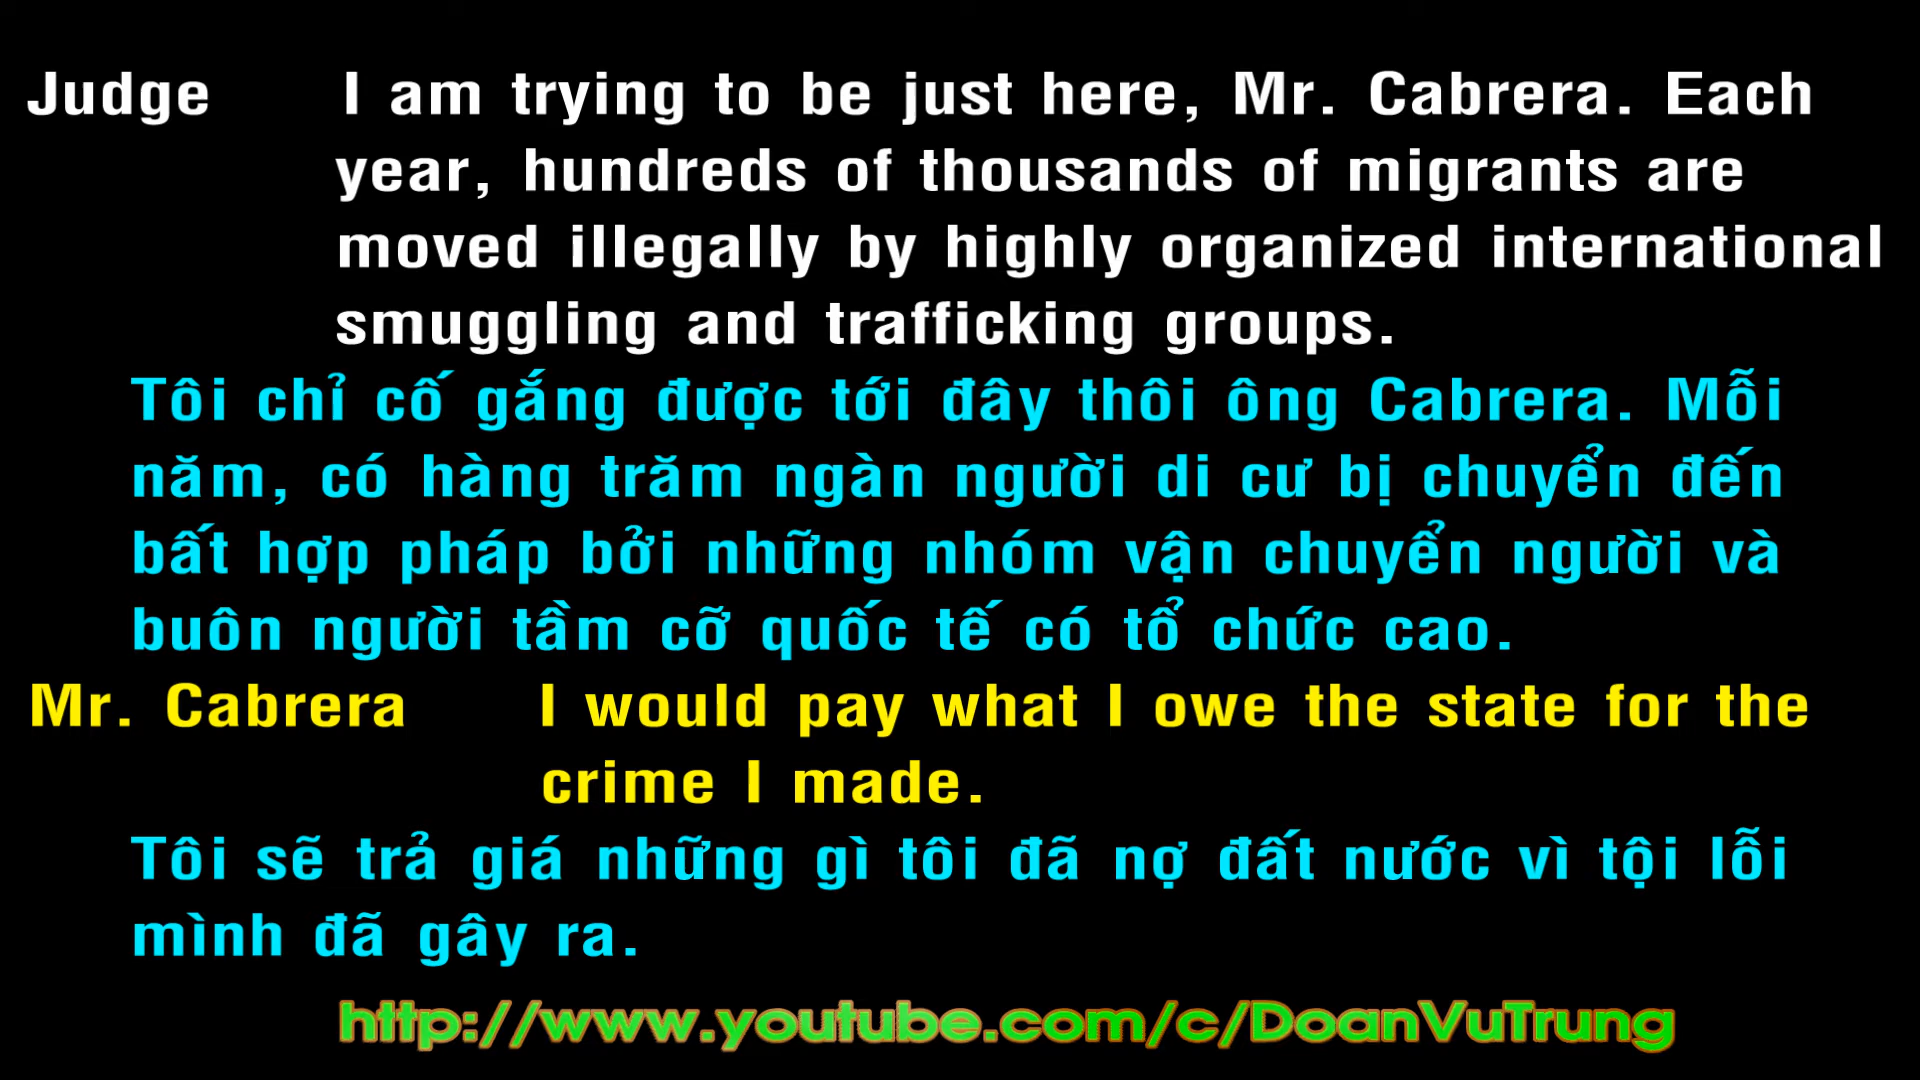 Judge I am trying to be just here, Mr. Cabrera. Each
year, hundreds of thousands of migrants are
moved illegally by highly organized international
smuggling and trafficking groups.
Tôi chỉ cố gắng được tới đây thôi ông Cabrera. Mỗi
năm, có hàng trăm ngàn người di cư bị chuyển đến
bất hợp pháp bởi những nhóm vận chuyển người và
buôn người tầm cỡ quốc tế có tổ chức cao.
Mr. Cabrera I would pay what I owe the state for the
crime I made.
Tôi sẽ trả giá những gì tôi đã nợ đất nước vì tội lỗi
mình đã gây ra.
http://www.youtube.com/c/DoanVuTrung